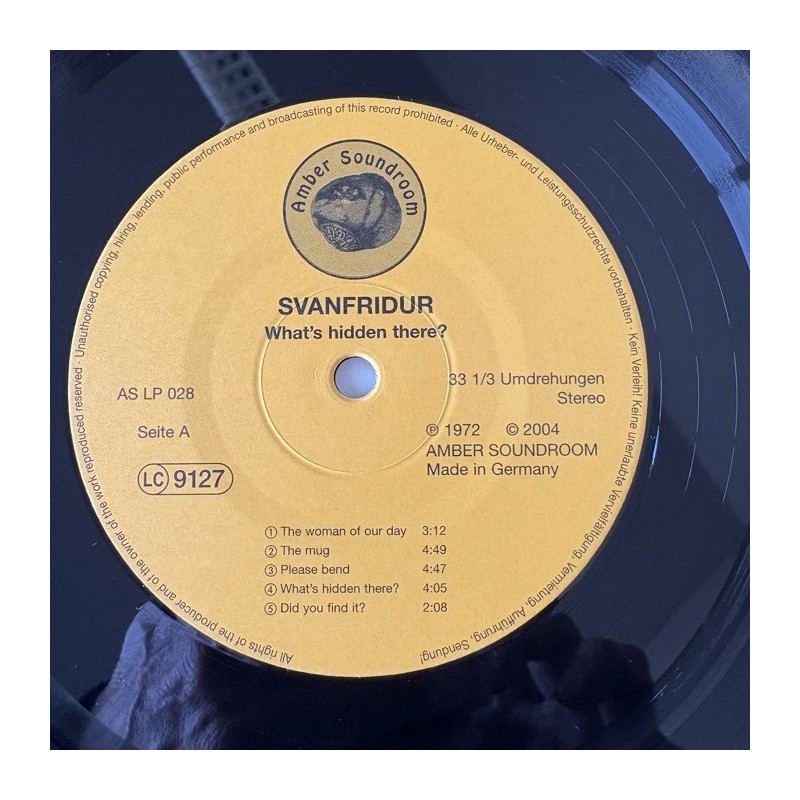 Amber Soundroom
SVANFRIDUR
What's hidden there?
AS LP 028
Seite A
LC 9127
33 1/3 Umdrehungen
Stereo
℗ 1972 © 2004
AMBER SOUNDROOM
Made in Germany
① The woman of our day 3:12
② The mug 4:49
③ Please bend 4:47
④ What's hidden there? 4:05
⑤ Did you find it? 2:08
All rights of the producer and of the owner of the work reproduced reserved · Unauthorised copying, hiring, lending, public performance and broadcasting of this record prohibited · Alle Urheber- und Leistungsschutzrechte vorbehalten · Kein Verleih! Keine unerlaubte Vervielfältigung, Vermietung, Aufführung, Sendung!